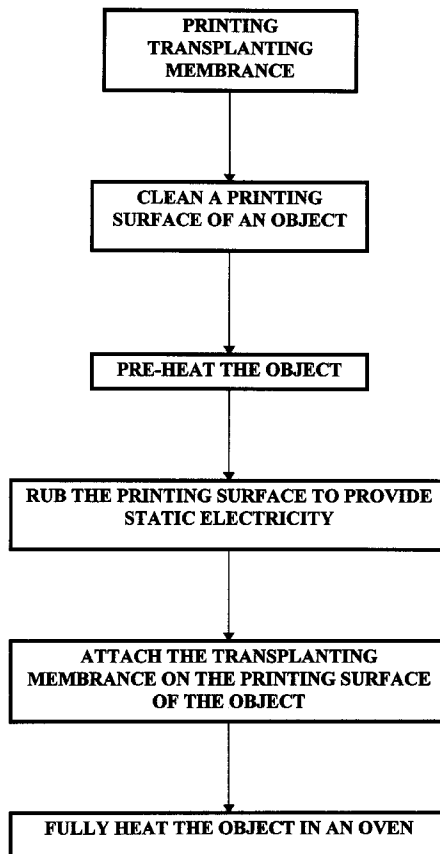 PRINTING
TRANSPLANTING
MEMBRANCE
CLEAN A PRINTING
SURFACE OF AN OBJECT
PRE-HEAT THE OBJECT
RUB THE PRINTING SURFACE TO PROVIDE
STATIC ELECTRICITY
ATTACH THE TRANSPLANTING
MEMBRANCE ON THE PRINTING SURFACE
OF THE OBJECT
FULLY HEAT THE OBJECT IN AN OVEN